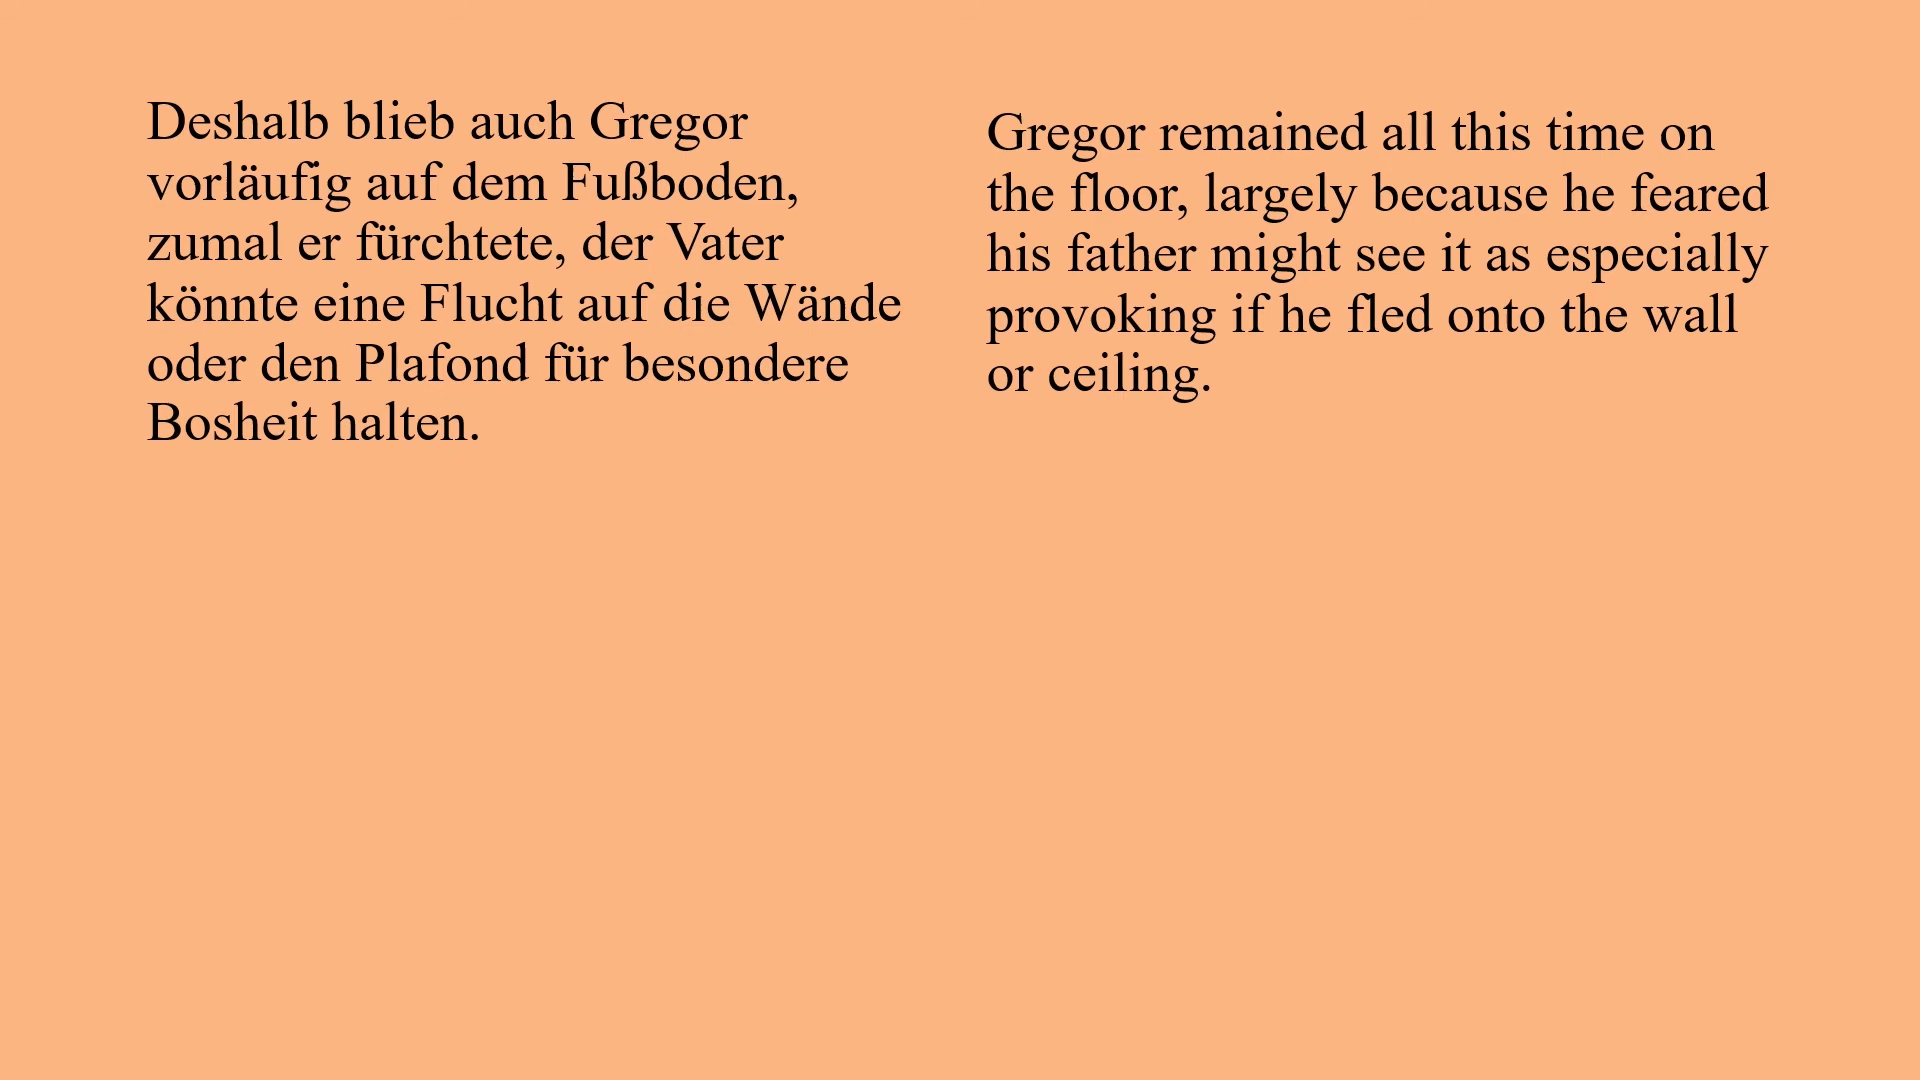 Deshalb blieb auch Gregor
vorläufig auf dem Fußboden,
zumal er fürchtete, der Vater
könnte eine Flucht auf die Wände
oder den Plafond für besondere
Bosheit halten.
Gregor remained all this time on
the floor, largely because he feared
his father might see it as especially
provoking if he fled onto the wall
or ceiling.